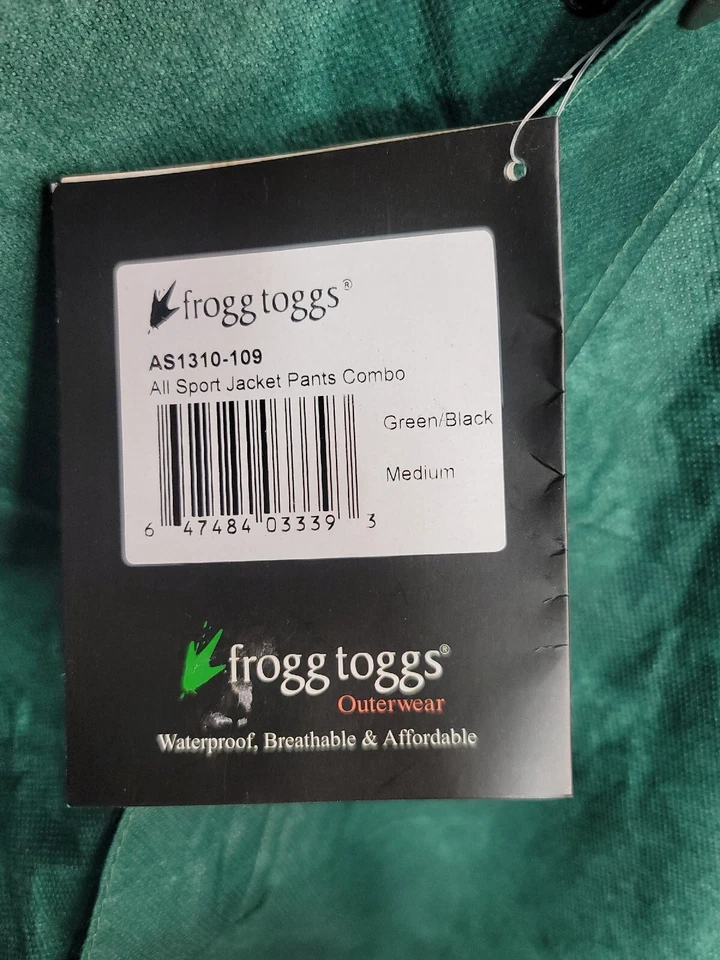 frogg toggs®
AS1310-109
All Sport Jacket Pants Combo
Green/Black
Medium
6 47484 03339 3
frogg toggs®
Outerwear
Waterproof, Breathable & Affordable